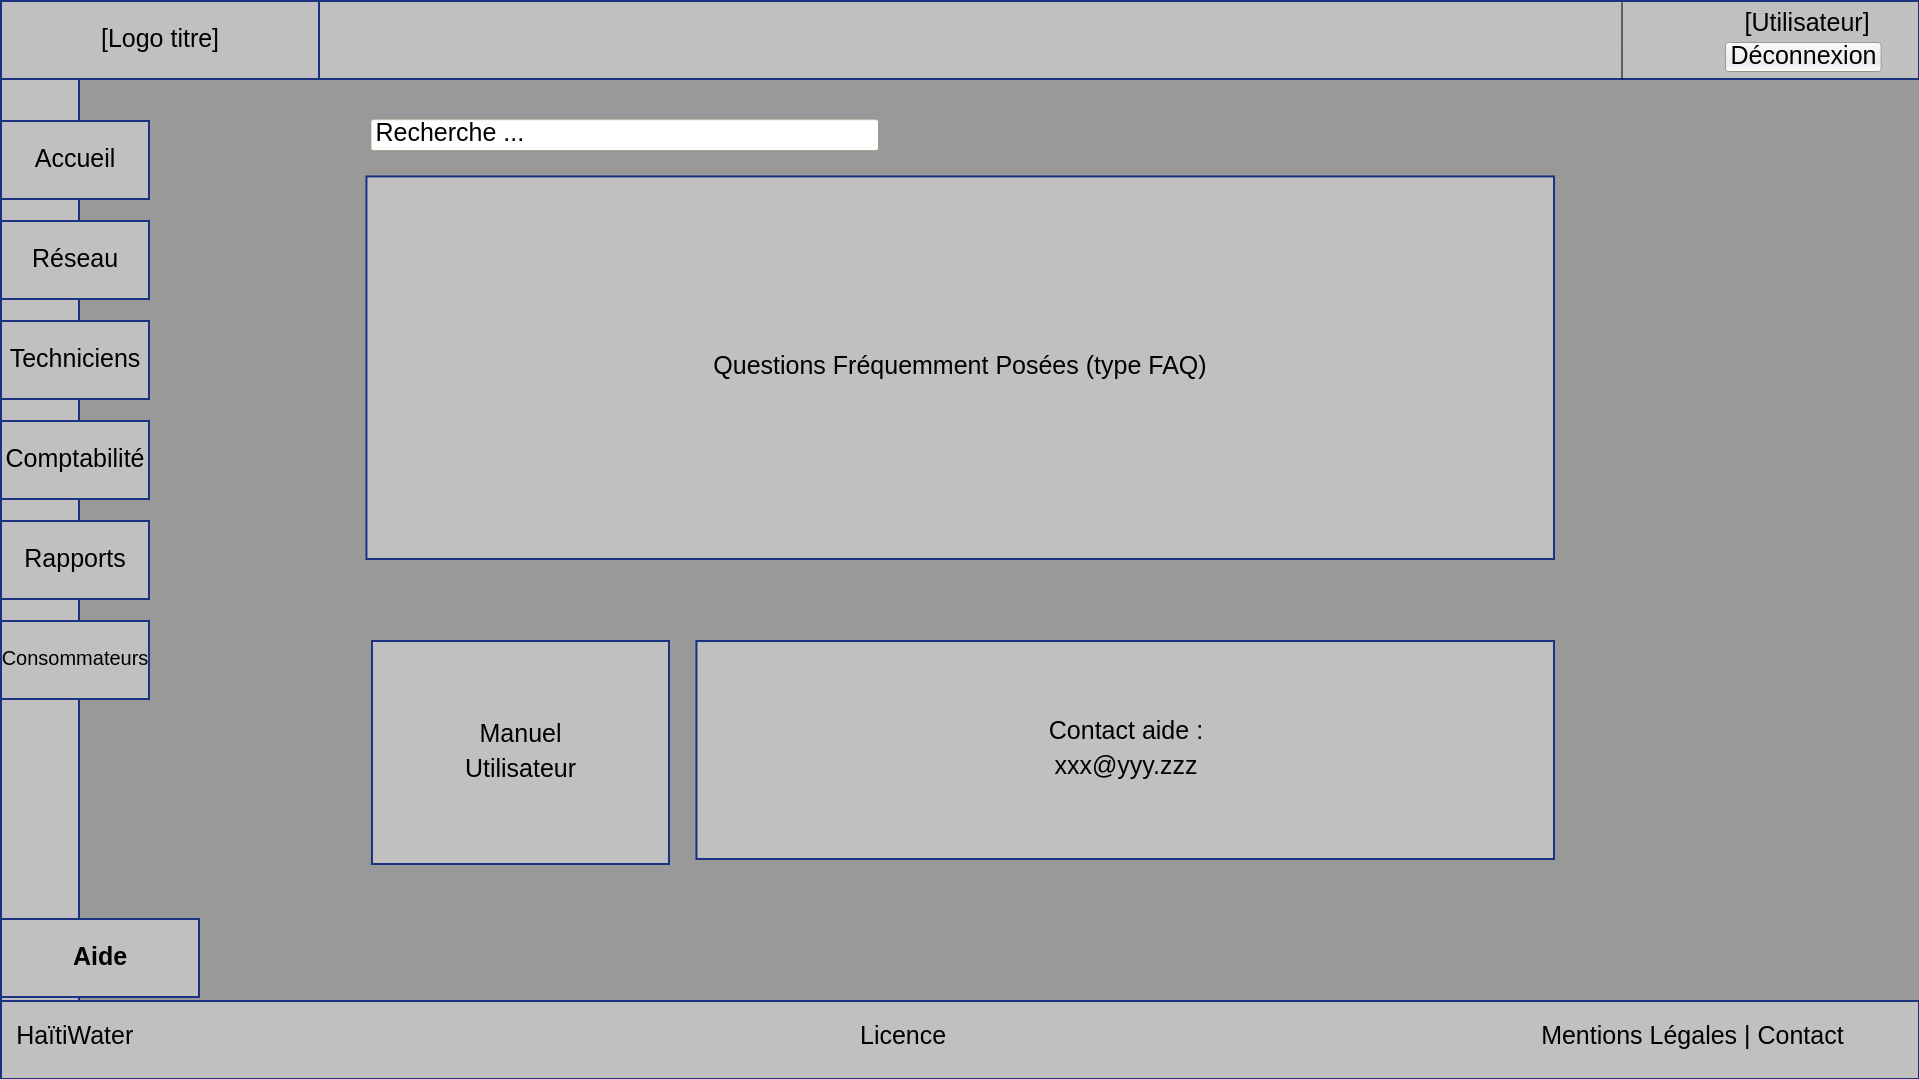 [Logo titre]
[Utilisateur]
Déconnexion
Recherche ...
Accueil
Réseau
Techniciens
Comptabilité
Rapports
Consommateurs
Questions Fréquemment Posées (type FAQ)
Manuel
Utilisateur
Contact aide :
xxx@yyy.zzz
Aide
HaïtiWater
Licence
Mentions Légales | Contact